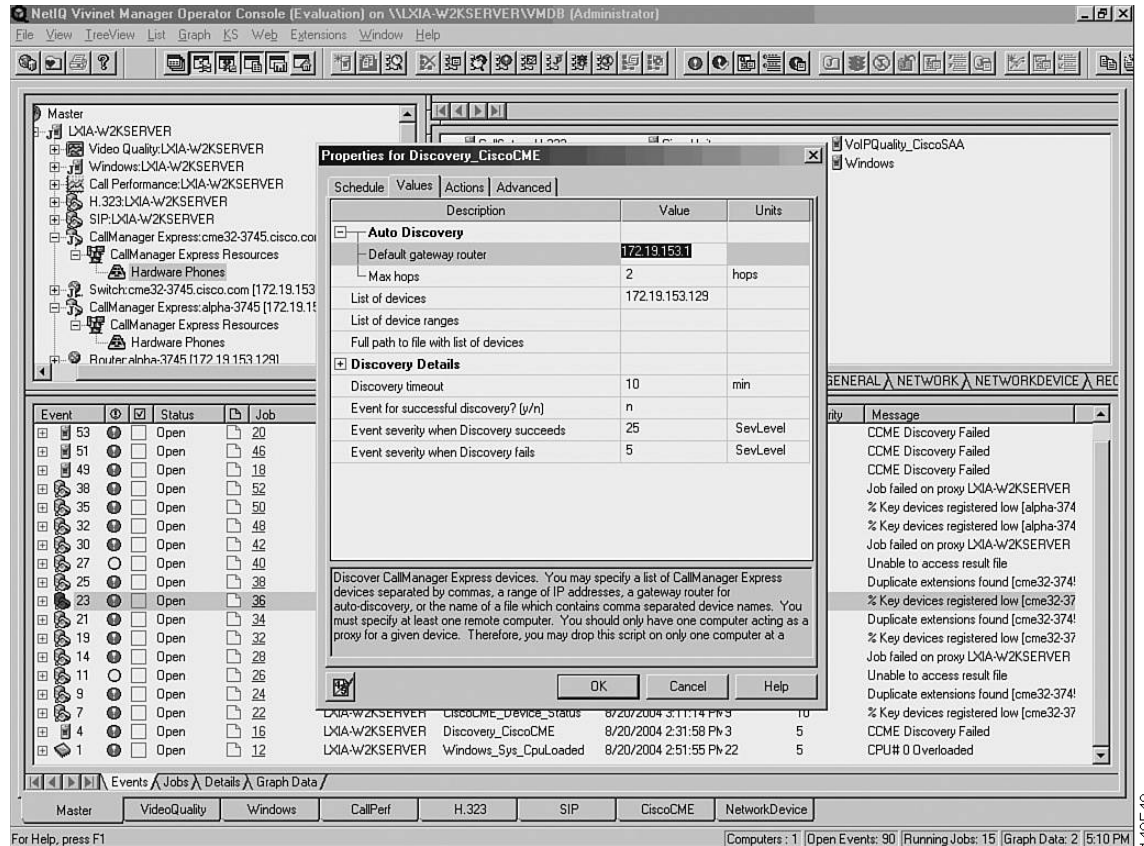 NetIQ Vivinet Manager Operator Console (Evaluation) on \\LXIA-W2KSERVER\VMDB (Administrator)
File View TreeView List Graph KS Web Extensions Window Help
Master
LXIA-W2KSERVER
Video Quality:LXIA-W2KSERVER
Windows:LXIA-W2KSERVER
Call Performance:LXIA-W2KSERVER
H.323:LXIA-W2KSERVER
SIP:LXIA-W2KSERVER
CallManager Express:cme32-3745.cisco.co
CallManager Express Resources
Hardware Phones
Switch:cme32-3745.cisco.com [172.19.153
CallManager Express:alpha-3745 [172.19.15
CallManager Express Resources
Hardware Phones
Router:alpha-3745 [172.19.153.129]
VoIPQuality_CiscoSAA
Windows
GENERAL NETWORK NETWORKDEVICE REC
Properties for Discovery_CiscoCME
Schedule Values Actions Advanced
Description Value Units
Auto Discovery
Default gateway router 172.19.153.1
Max hops 2 hops
List of devices 172.19.153.129
List of device ranges
Full path to file with list of devices
Discovery Details
Discovery timeout 10 min
Event for successful discovery? (y/n) n
Event severity when Discovery succeeds 25 SevLevel
Event severity when Discovery fails 5 SevLevel
Discover CallManager Express devices. You may specify a list of CallManager Express
devices separated by commas, a range of IP addresses, a gateway router for
auto-discovery, or the name of a file which contains comma separated device names. You
must specify at least one remote computer. You should only have one computer acting as a
proxy for a given device. Therefore, you may drop this script on only one computer at a
OK Cancel Help
Event Status Job rity Message
53 Open 20 CCME Discovery Failed
51 Open 46 CCME Discovery Failed
49 Open 18 CCME Discovery Failed
38 Open 52 Job failed on proxy LXIA-W2KSERVER
35 Open 50 % Key devices registered low [alpha-374
32 Open 48 % Key devices registered low [alpha-374
30 Open 42 Job failed on proxy LXIA-W2KSERVER
27 Open 40 Unable to access result file
25 Open 38 Duplicate extensions found [cme32-374
23 Open 36 % Key devices registered low [cme32-37
21 Open 34 Duplicate extensions found [cme32-374
19 Open 32 % Key devices registered low [cme32-37
14 Open 28 Job failed on proxy LXIA-W2KSERVER
11 Open 26 Unable to access result file
9 Open 24 Duplicate extensions found [cme32-374
7 Open 22 LXIA-W2KSERVER CiscoCME_Device_Status 8/20/2004 3:11:14 PM 9 10 % Key devices registered low [cme32-37
4 Open 16 LXIA-W2KSERVER Discovery_CiscoCME 8/20/2004 2:31:58 PM 3 5 CCME Discovery Failed
1 Open 12 LXIA-W2KSERVER Windows_Sys_CpuLoaded 8/20/2004 2:51:55 PM 22 5 CPU# 0 Overloaded
Events Jobs Details Graph Data
Master VideoQuality Windows CallPerf H.323 SIP CiscoCME NetworkDevice
For Help, press F1 Computers : 1 Open Events: 90 Running Jobs: 15 Graph Data: 2 5:10 PM